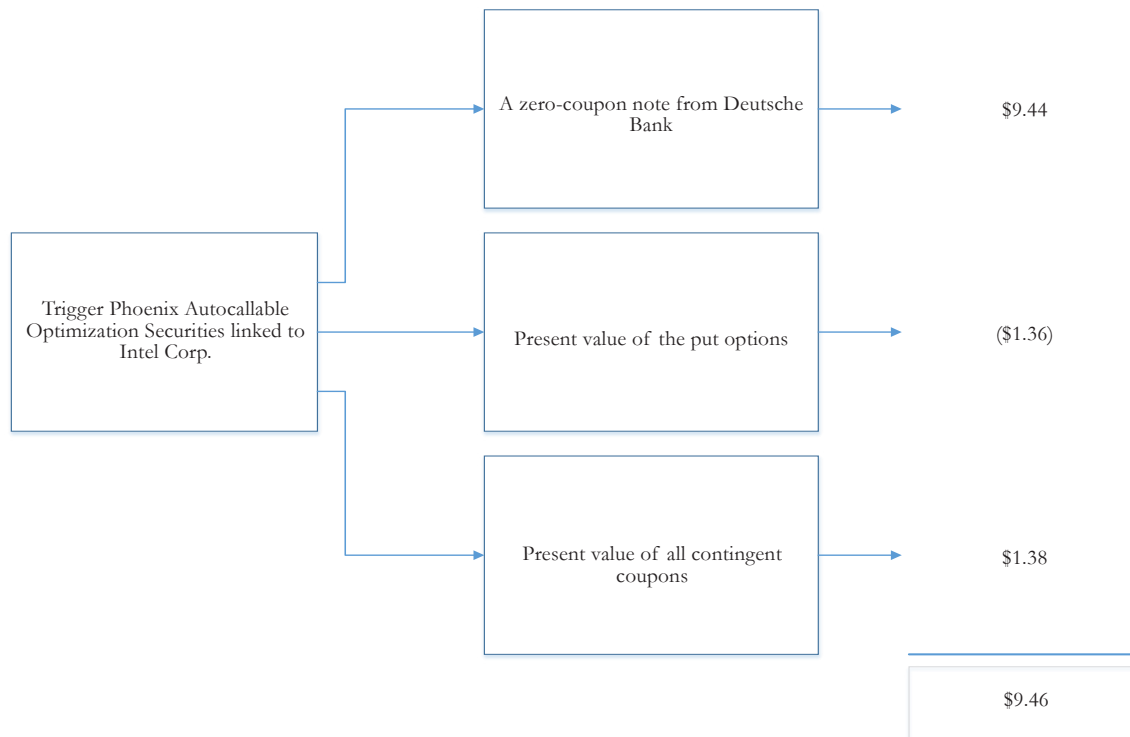 A zero-coupon note from Deutsche
Bank
$9.44
Trigger Phoenix Autocallable
Optimization Securities linked to
Intel Corp.
Present value of the put options
($1.36)
Present value of all contingent
coupons
$1.38
$9.46